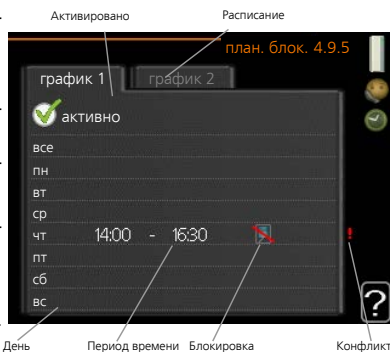 Активировано Расписание
план. блок. 4.9.5
график 1 график 2
активно
все
пн
вт
ср
чт 14:00 - 16:30 !
пт
сб
вс
?
День Период времени Блокировка Конфликт